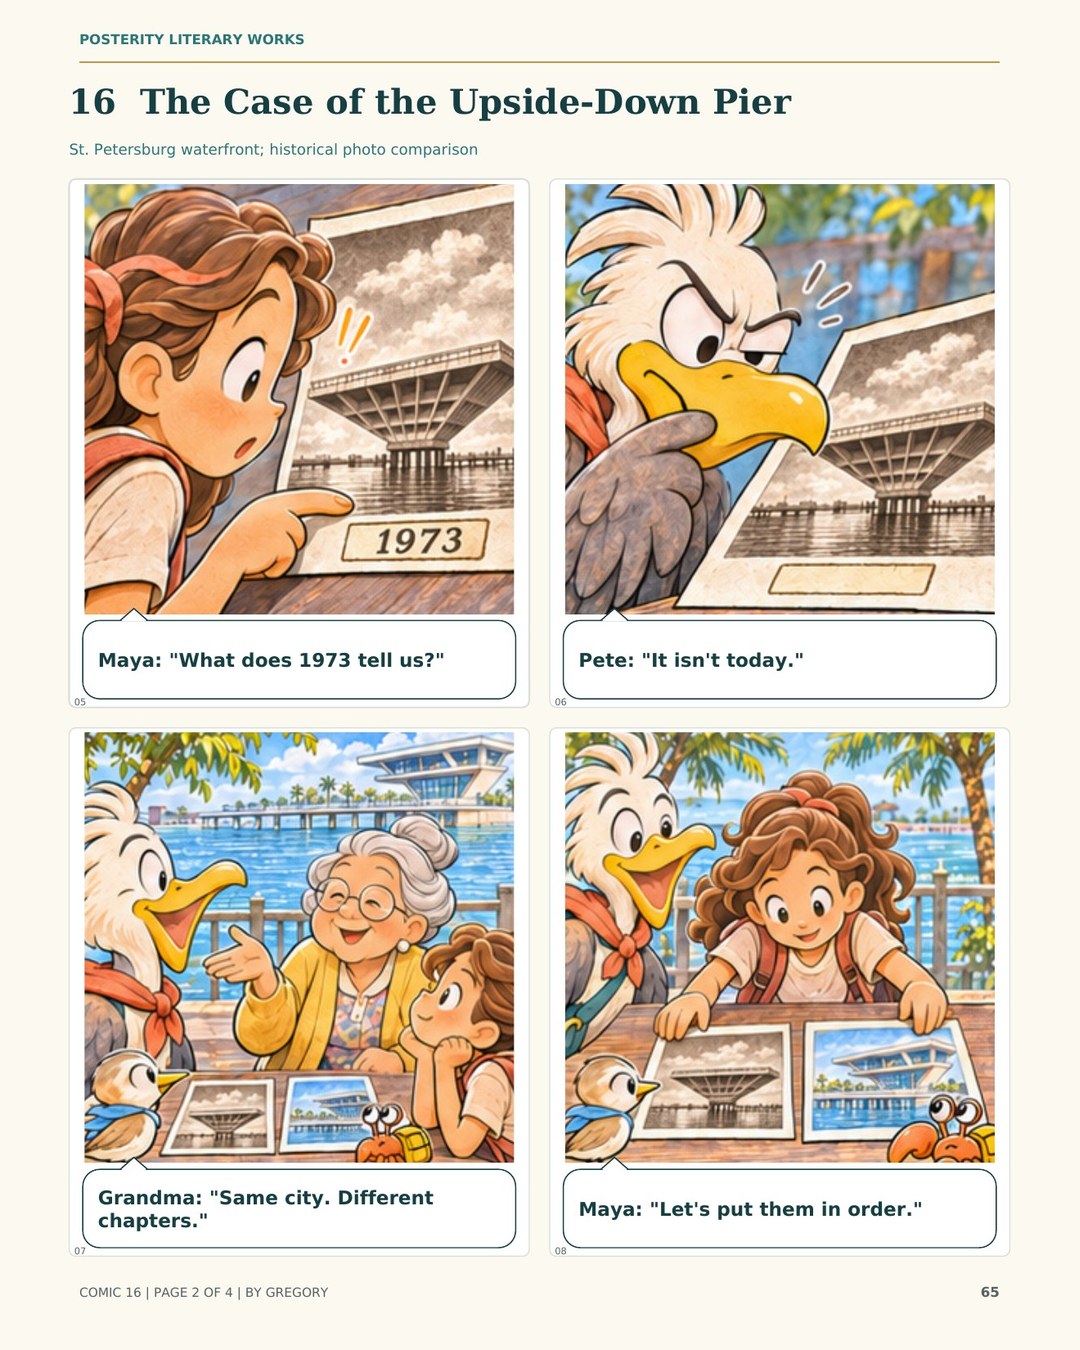 POSTERITY LITERARY WORKS
16 The Case of the Upside-Down Pier
St. Petersburg waterfront; historical photo comparison
1973
Maya: "What does 1973 tell us?"
05
Pete: "It isn't today."
06
Grandma: "Same city. Different
chapters."
07
Maya: "Let's put them in order."
08
COMIC 16 | PAGE 2 OF 4 | BY GREGORY
65